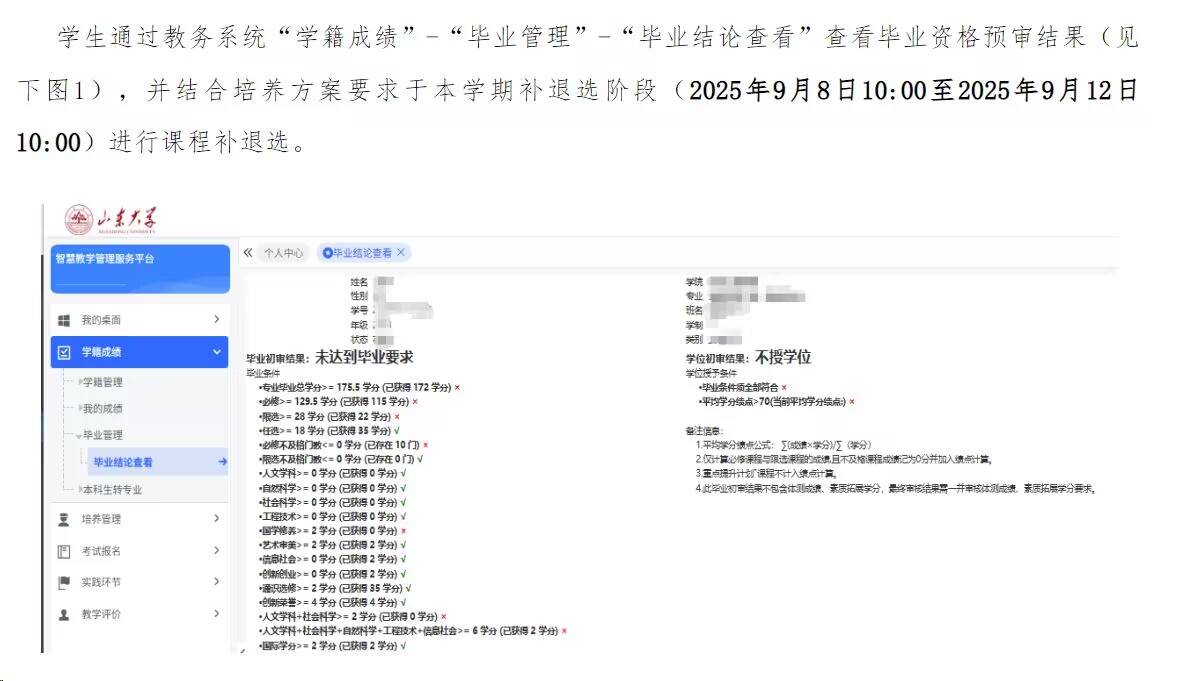 学生通过教务系统“学籍成绩”-“毕业管理”-“毕业结论查看”查看毕业资格预审结果（见
下图1），并结合培养方案要求于本学期补退选阶段（2025年9月8日10:00至2025年9月12日
10:00）进行课程补退选。
山东大学
智慧教学管理服务平台
个人中心
毕业结论查看
我的桌面
学籍成绩
学籍管理
我的成绩
毕业管理
毕业结论查看
本科生转专业
培养管理
考试报名
实践环节
教学评价
姓名
性别
学号
年级
状态
学院
专业
班名
学制
类别
毕业初审结果：未达到毕业要求
毕业条件
•专业毕业总学分>= 175.5 学分 (已获得 172 学分) ×
•必修>= 129.5 学分 (已获得 115 学分) ×
•限选>= 28 学分 (已获得 22 学分) ×
•任选>= 18 学分 (已获得 35 学分) √
•必修不及格门数<= 0 学分 (已存在 10 门) ×
•限选不及格门数<= 0 学分 (已存在 0 门) √
•人文学科>= 0 学分 (已获得 0 学分) √
•自然科学>= 0 学分 (已获得 0 学分) √
•社会科学>= 0 学分 (已获得 0 学分) √
•工程技术>= 0 学分 (已获得 0 学分) √
•国学修养>= 2 学分 (已获得 0 学分) ×
•艺术审美>= 2 学分 (已获得 2 学分) √
•信息社会>= 0 学分 (已获得 2 学分) √
•创新创业>= 0 学分 (已获得 2 学分) √
•通识选修>= 2 学分 (已获得 35 学分) √
•创新荣誉>= 4 学分 (已获得 4 学分) √
•人文学科+社会科学>= 2 学分 (已获得 0 学分) ×
•人文学科+社会科学+自然科学+工程技术+信息社会>= 6 学分 (已获得 2 学分) ×
•国际学分>= 2 学分 (已获得 2 学分) √
学位初审结果：不授学位
学位授予条件
•毕业条件须全部符合 ×
•平均学分绩点>70(当前平均学分绩点:) ×
备注信息：
1.平均学分绩点公式：∑(成绩×学分)/∑（学分）
2.仅计算必修课程与限选课程的成绩,且不及格课程成绩记为0分并加入绩点计算。
3.重点提升计划"课程不计入绩点计算。
4.此毕业初审结果不包含体测成绩、素质拓展学分，最终审核结果需一并审核体测成绩、素质拓展学分要求。